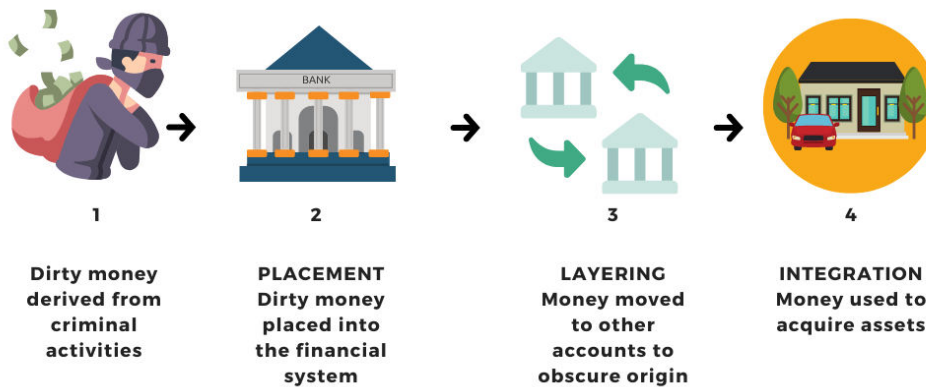 BANK
1
Dirty money
derived from
criminal
activities
2
PLACEMENT
Dirty money
placed into
the financial
system
3
LAYERING
Money moved
to other
accounts to
obscure origin
4
INTEGRATION
Money used to
acquire assets